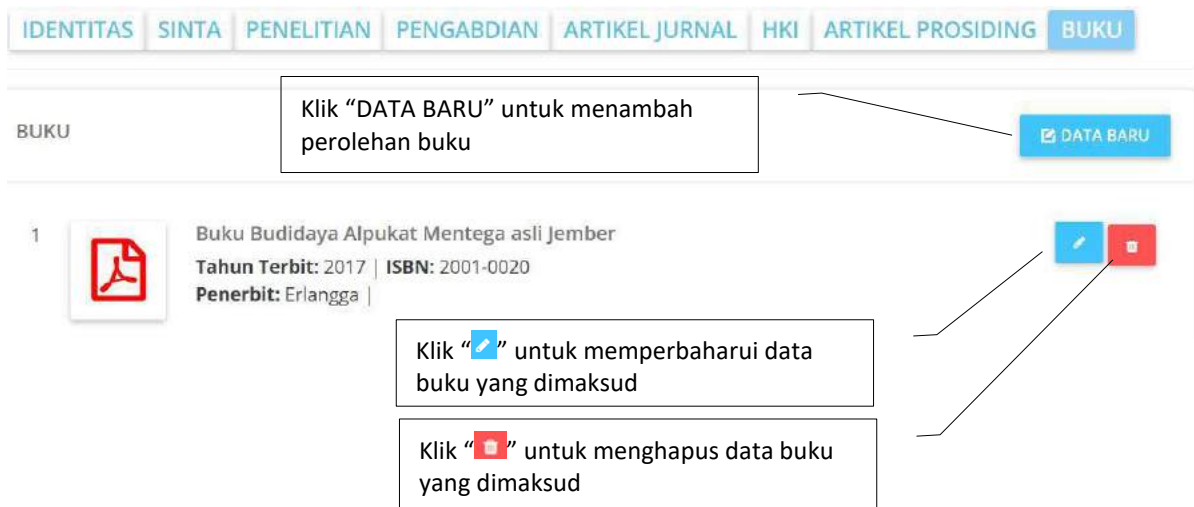 IDENTITAS SINTA PENELITIAN PENGABDIAN ARTIKEL JURNAL HKI ARTIKEL PROSIDING BUKU
Klik “DATA BARU” untuk menambah
perolehan buku
BUKU
DATA BARU
1
Buku Budidaya Alpukat Mentega asli Jember
Tahun Terbit: 2017 | ISBN: 2001-0020
Penerbit: Erlangga |
Klik “ ” untuk memperbaharui data
buku yang dimaksud
Klik “ ” untuk menghapus data buku
yang dimaksud